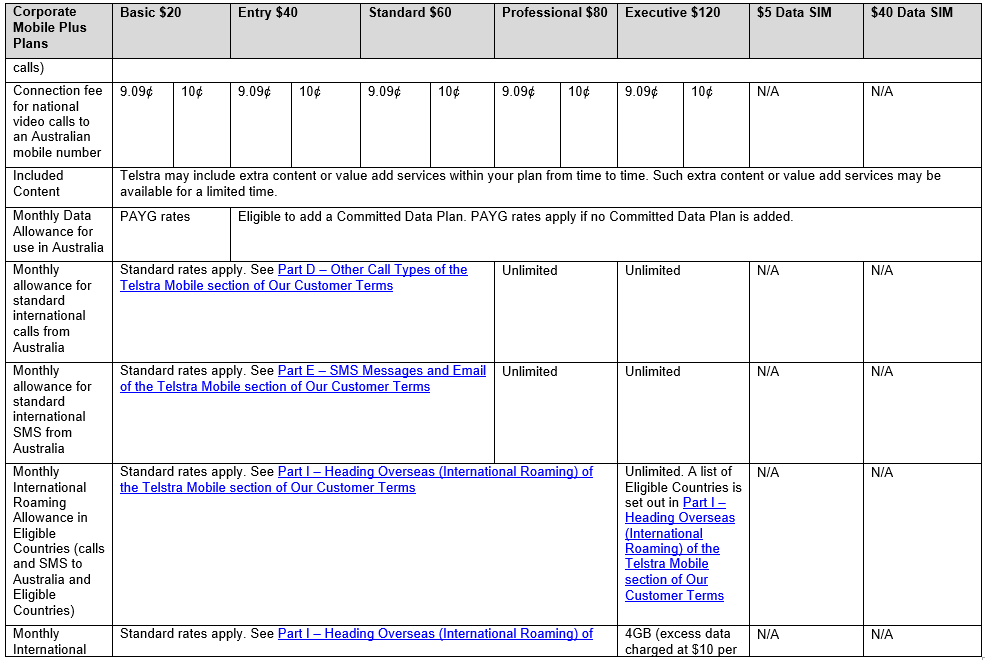 Corporate Mobile Plus Plans | Basic $20 | Entry $40 | Standard $60 | Professional $80 | Executive $120 | $5 Data SIM | $40 Data SIM
calls)
Connection fee for national video calls to an Australian mobile number | 9.09¢ | 10¢ | 9.09¢ | 10¢ | 9.09¢ | 10¢ | 9.09¢ | 10¢ | 9.09¢ | 10¢ | N/A | N/A
Included Content | Telstra may include extra content or value add services within your plan from time to time. Such extra content or value add services may be available for a limited time.
Monthly Data Allowance for use in Australia | PAYG rates | Eligible to add a Committed Data Plan. PAYG rates apply if no Committed Data Plan is added.
Monthly allowance for standard international calls from Australia | Standard rates apply. See Part D – Other Call Types of the Telstra Mobile section of Our Customer Terms | Unlimited | Unlimited | N/A | N/A
Monthly allowance for standard international SMS from Australia | Standard rates apply. See Part E – SMS Messages and Email of the Telstra Mobile section of Our Customer Terms | Unlimited | Unlimited | N/A | N/A
Monthly International Roaming Allowance in Eligible Countries (calls and SMS to Australia and Eligible Countries) | Standard rates apply. See Part I – Heading Overseas (International Roaming) of the Telstra Mobile section of Our Customer Terms | Unlimited. A list of Eligible Countries is set out in Part I – Heading Overseas (International Roaming) of the Telstra Mobile section of Our Customer Terms | N/A | N/A
Monthly International | Standard rates apply. See Part I – Heading Overseas (International Roaming) of | 4GB (excess data charged at $10 per | N/A | N/A